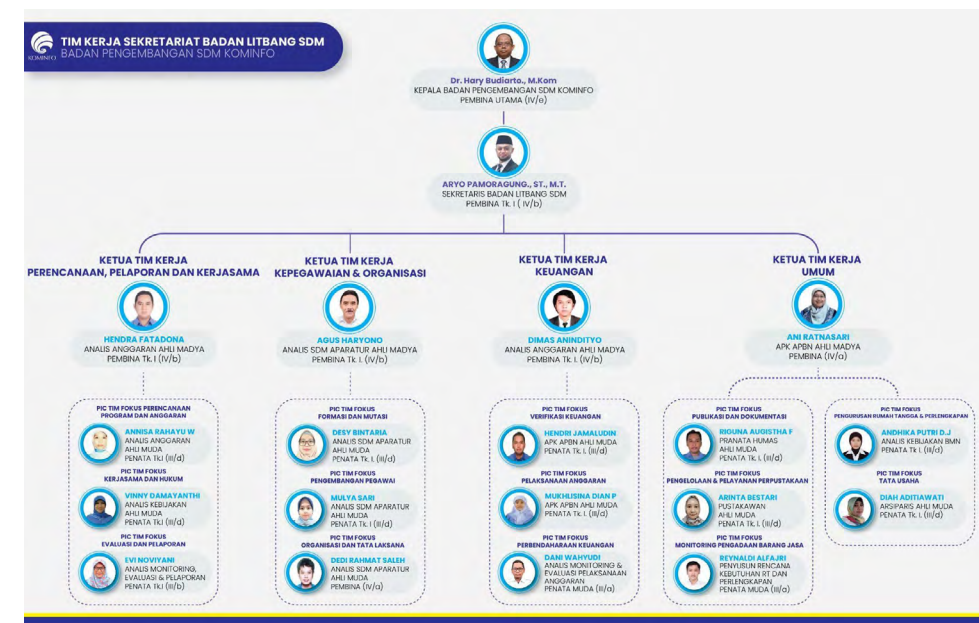 KOMINFO
TIM KERJA SEKRETARIAT BADAN LITBANG SDM
BADAN PENGEMBANGAN SDM KOMINFO
Dr. Hary Budiarto., M.Kom
KEPALA BADAN PENGEMBANGAN SDM KOMINFO
PEMBINA UTAMA (IV/e)
ARYO PAMORAGUNG., ST., M.T.
SEKRETARIS BADAN LITBANG SDM
PEMBINA Tk. I ( IV/b)
KETUA TIM KERJA
PERENCANAAN, PELAPORAN DAN KERJASAMA
HENDRA FATADONA
ANALIS ANGGARAN AHLI MADYA
PEMBINA Tk. I (IV/b)
PIC TIM FOKUS PERENCANAAN
PROGRAM DAN ANGGARAN
ANNISA RAHAYU W
ANALIS ANGGARAN
AHLI MUDA
PENATA Tk.I (III/d)
PIC TIM FOKUS
KERJASAMA DAN HUKUM
VINNY DAMAYANTHI
ANALIS KEBIJAKAN
AHLI MUDA
PENATA Tk.I (III/d)
PIC TIM FOKUS
EVALUASI DAN PELAPORAN
EVI NOVIYANI
ANALIS MONITORING,
EVALUASI & PELAPORAN
PENATA Tk.I (III/b)
KETUA TIM KERJA
KEPEGAWAIAN & ORGANISASI
AGUS HARYONO
ANALIS SDM APARATUR AHLI MADYA
PEMBINA Tk. I. (IV/b)
PIC TIM FOKUS
FORMASI DAN MUTASI
DESY BINTARIA
ANALIS SDM APARATUR
AHLI MUDA
PENATA Tk. I. (III/d)
PIC TIM FOKUS
PENGEMBANGAN PEGAWAI
MULYA SARI
ANALIS SDM APARATUR
AHLI MUDA
PENATA Tk. I (III/d)
PIC TIM FOKUS
ORGANISASI DAN TATA LAKSANA
DEDI RAHMAT SALEH
ANALIS SDM APARATUR
AHLI MUDA
PEMBINA (IV/a)
KETUA TIM KERJA
KEUANGAN
DIMAS ANINDITYO
ANALIS ANGGARAN AHLI MADYA
PEMBINA Tk. I. (IV/b)
PIC TIM FOKUS
VERIFIKASI KEUANGAN
HENDRI JAMALUDIN
APK APBN AHLI MUDA
PENATA Tk. I. (III/d)
PIC TIM FOKUS
PELAKSANAAN ANGGARAN
MUKHLISINA DIAN P
APK APBN AHLI MUDA
PENATA Tk. I. (III/d)
PIC TIM FOKUS
PERBENDAHARAAN KEUANGAN
DANI WAHYUDI
ANALIS MONITORING &
EVALUASI PELAKSANAAN
ANGGARAN
PENATA MUDA (III/a)
KETUA TIM KERJA
UMUM
ANI RATNASARI
APK APBN AHLI MADYA
PEMBINA (IV/a)
PIC TIM FOKUS
PUBLIKASI DAN DOKUMENTASI
RIGUNA AUGISTHA F
PRANATA HUMAS
AHLI MUDA
PENATA Tk. I. (III/d)
PIC TIM FOKUS
PENGELOLAAN & PELAYANAN PERPUSTAKAAN
ARINTA BESTARI
PUSTAKAWAN
AHLI MUDA
PENATA Tk. I. (III/d)
PIC TIM FOKUS
MONITORING PENGADAAN BARANG JASA
REYNALDI ALFAJRI
PENYUSUN RENCANA
KEBUTUHAN RT DAN
PERLENGKAPAN
PENATA MUDA (III/a)
PIC TIM FOKUS
PENGURUSAN RUMAH TANGGA & PERLENGKAPAN
ANDHIKA PUTRI D.J
ANALIS KEBIJAKAN BMN
PENATA Tk. I. (III/d)
PIC TIM FOKUS
TATA USAHA
DIAH ADITIAWATI
ARSIPARIS AHLI MUDA
PENATA Tk. I. (III/d)